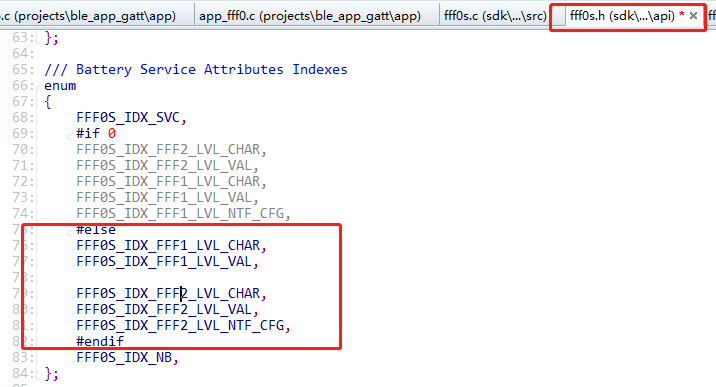 .c (projects\ble_app_gatt\app) app_fff0.c (projects\ble_app_gatt\app) fff0s.c (sdk\...\src) fff0s.h (sdk\...\api) *
63: };
64:
65: /// Battery Service Attributes Indexes
66: enum
67: {
68: FFF0S_IDX_SVC,
69: #if 0
70: FFF0S_IDX_FFF2_LVL_CHAR,
71: FFF0S_IDX_FFF2_LVL_VAL,
72: FFF0S_IDX_FFF1_LVL_CHAR,
73: FFF0S_IDX_FFF1_LVL_VAL,
74: FFF0S_IDX_FFF1_LVL_NTF_CFG,
75: #else
76: FFF0S_IDX_FFF1_LVL_CHAR,
77: FFF0S_IDX_FFF1_LVL_VAL,
78:
79: FFF0S_IDX_FFF2_LVL_CHAR,
80: FFF0S_IDX_FFF2_LVL_VAL,
81: FFF0S_IDX_FFF2_LVL_NTF_CFG,
82: #endif
83: FFF0S_IDX_NB,
84: };